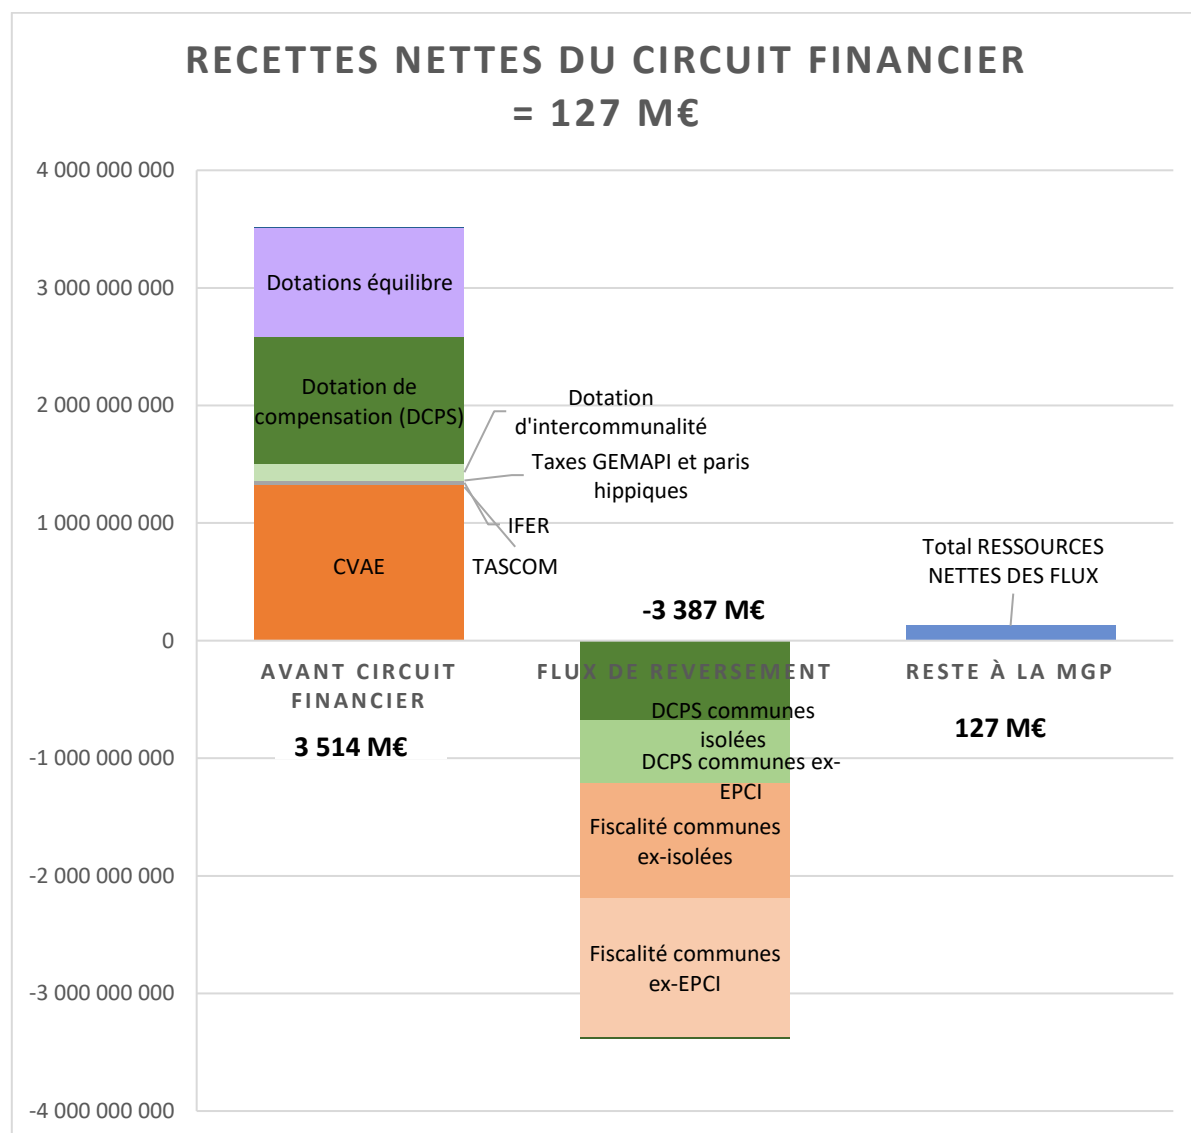 RECETTES NETTES DU CIRCUIT FINANCIER
= 127 M€
4 000 000 000
3 000 000 000
2 000 000 000
1 000 000 000
0
-1 000 000 000
-2 000 000 000
-3 000 000 000
-4 000 000 000
Dotations équilibre
Dotation de
compensation (DCPS)
Dotation
d'intercommunalité
Taxes GEMAPI et paris
hippiques
IFER
TASCOM
CVAE
AVANT CIRCUIT
FINANCIER
3 514 M€
-3 387 M€
FLUX DE REVERSEMENT
DCPS communes
isolées
DCPS communes ex-
EPCI
Fiscalité communes
ex-isolées
Fiscalité communes
ex-EPCI
Total RESSOURCES
NETTES DES FLUX
RESTE À LA MGP
127 M€